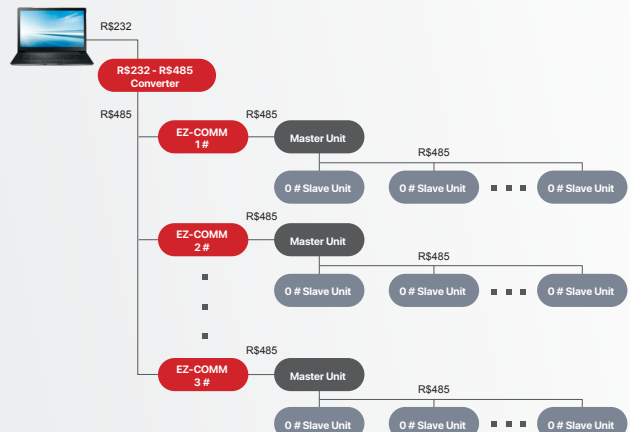 R$232
R$232 - R$485
Converter
R$485
EZ-COMM
1 #
R$485
Master Unit
R$485
0 # Slave Unit
0 # Slave Unit
0 # Slave Unit
EZ-COMM
2 #
R$485
Master Unit
R$485
0 # Slave Unit
0 # Slave Unit
0 # Slave Unit
EZ-COMM
3 #
R$485
Master Unit
R$485
0 # Slave Unit
0 # Slave Unit
0 # Slave Unit